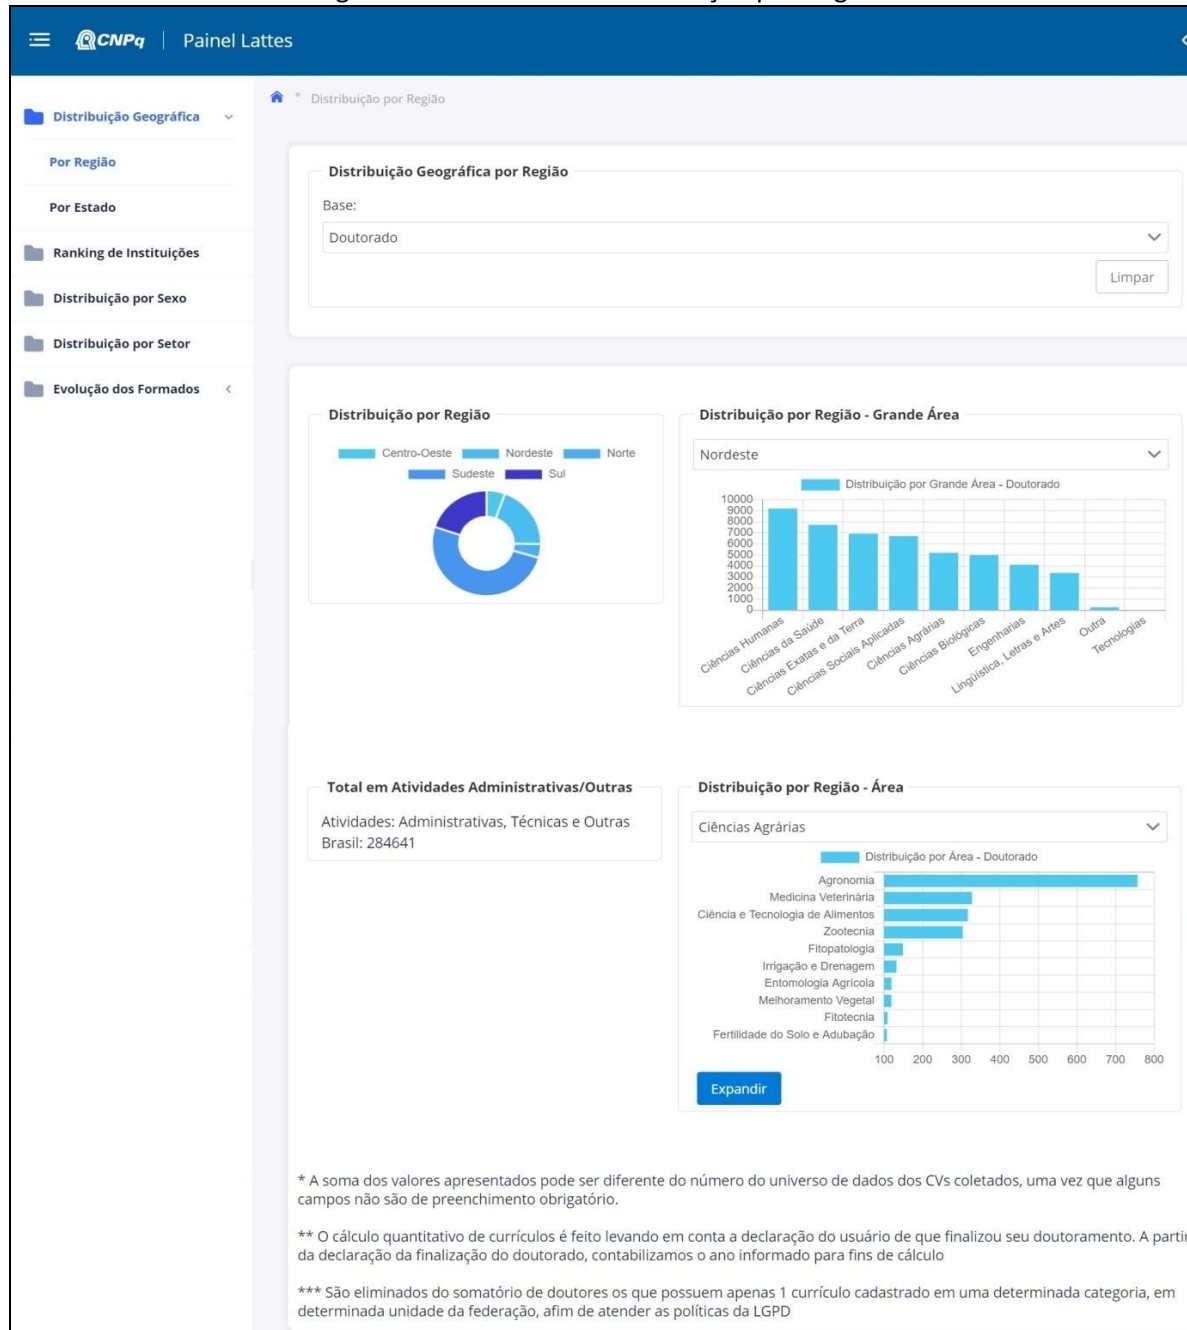 CNPq | Painel Lattes
Distribuição Geográfica
Por Região
Por Estado
Ranking de Instituições
Distribuição por Sexo
Distribuição por Setor
Evolução dos Formados
Distribuição por Região
Distribuição Geográfica por Região
Base:
Doutorado
Limpar
Distribuição por Região
Centro-Oeste Nordeste Norte
Sudeste Sul
Distribuição por Região - Grande Área
Nordeste
Distribuição por Grande Área - Doutorado
10000
9000
8000
7000
6000
5000
4000
3000
2000
1000
0
Ciências Humanas
Ciências da Saúde
Ciências Exatas e da Terra
Ciências Sociais Aplicadas
Ciências Agrárias
Ciências Biológicas
Engenharias
Lingüística, Letras e Artes
Outra
Tecnologias
Total em Atividades Administrativas/Outras
Atividades: Administrativas, Técnicas e Outras
Brasil: 284641
Distribuição por Região - Área
Ciências Agrárias
Distribuição por Área - Doutorado
Agronomia
Medicina Veterinária
Ciência e Tecnologia de Alimentos
Zootecnia
Fitopatologia
Irrigação e Drenagem
Entomologia Agrícola
Melhoramento Vegetal
Fitotecnia
Fertilidade do Solo e Adubação
100 200 300 400 500 600 700 800
Expandir
* A soma dos valores apresentados pode ser diferente do número do universo de dados dos CVs coletados, uma vez que alguns
campos não são de preenchimento obrigatório.
** O cálculo quantitativo de currículos é feito levando em conta a declaração do usuário de que finalizou seu doutoramento. A partir
da declaração da finalização do doutorado, contabilizamos o ano informado para fins de cálculo
*** São eliminados do somatório de doutores os que possuem apenas 1 currículo cadastrado em uma determinada categoria, em
determinada unidade da federação, afim de atender as políticas da LGPD